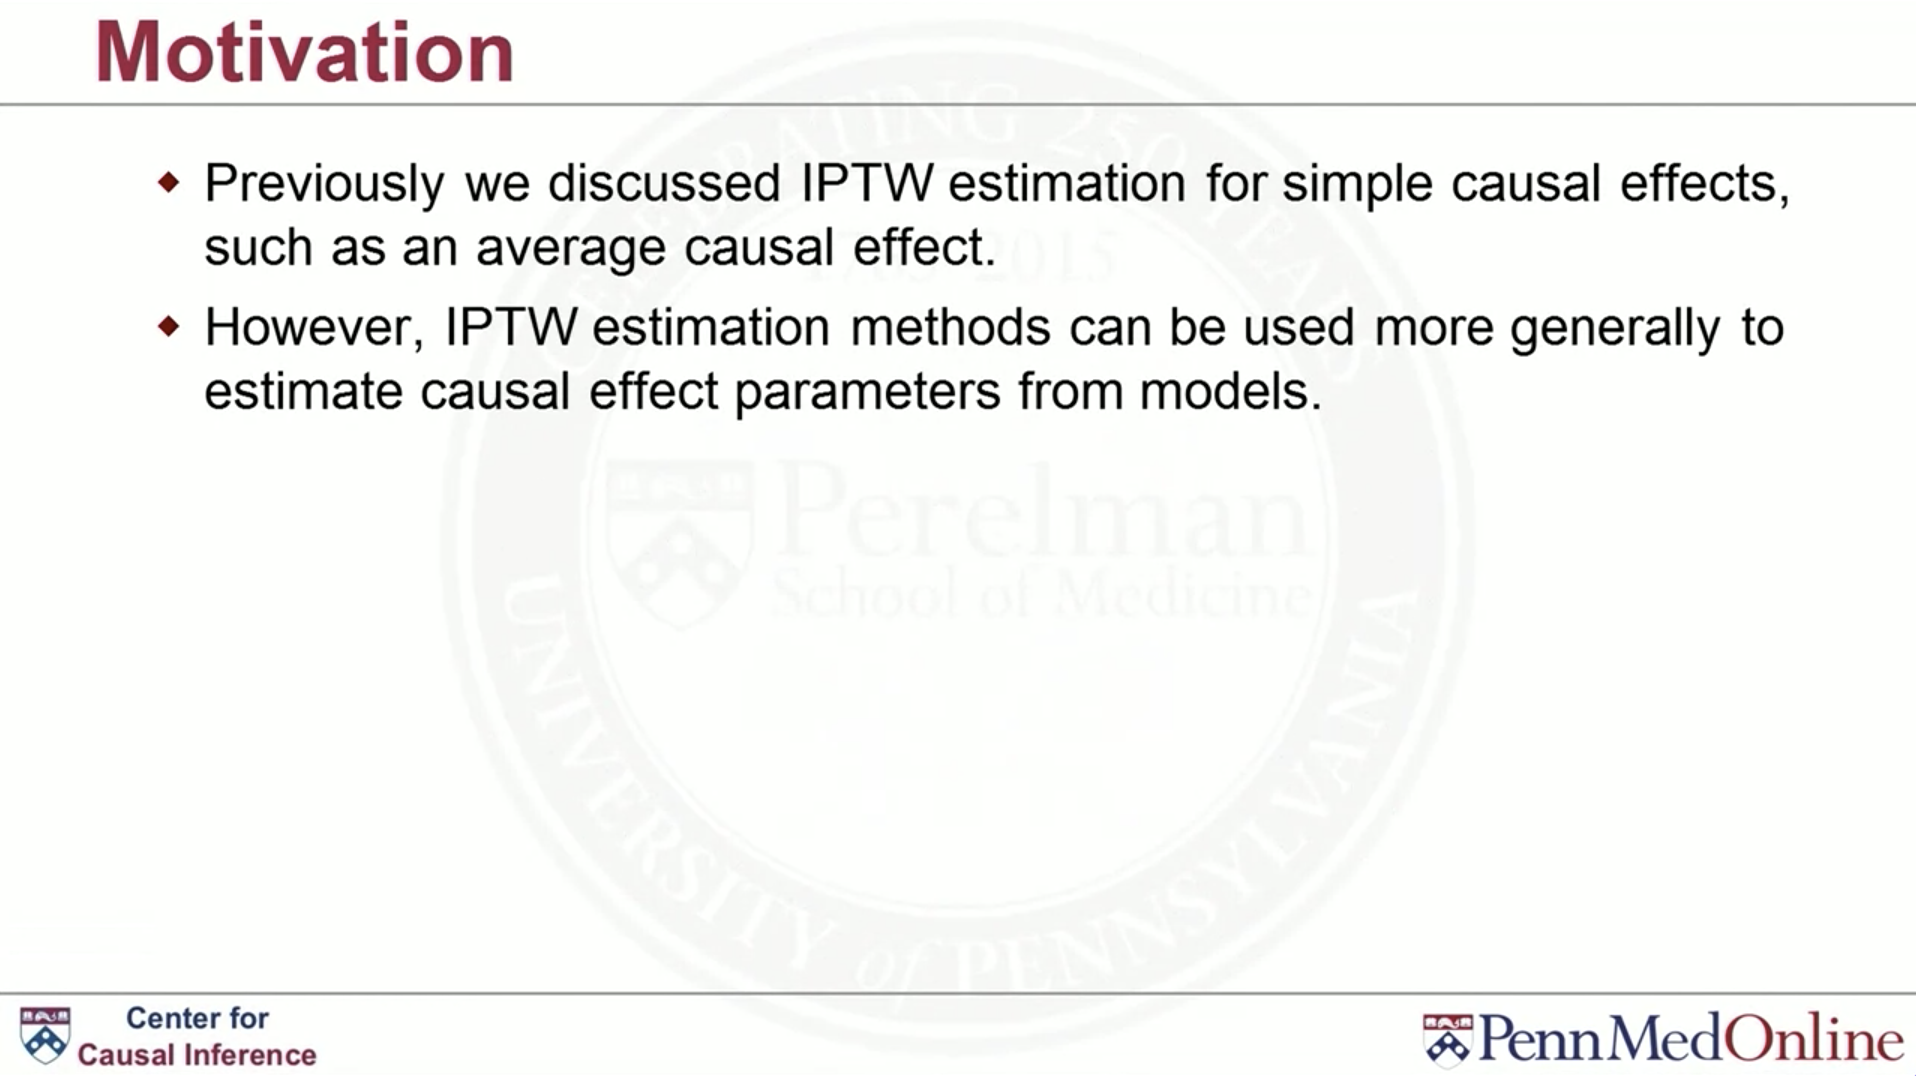 Motivation
Previously we discussed IPTW estimation for simple causal effects,
such as an average causal effect.
However, IPTW estimation methods can be used more generally to
estimate causal effect parameters from models.
CELEBRATING 250 YEARS
2015
Perelman
School of Medicine
UNIVERSITY of PENNSYLVANIA
Center for
Causal Inference
PennMedOnline